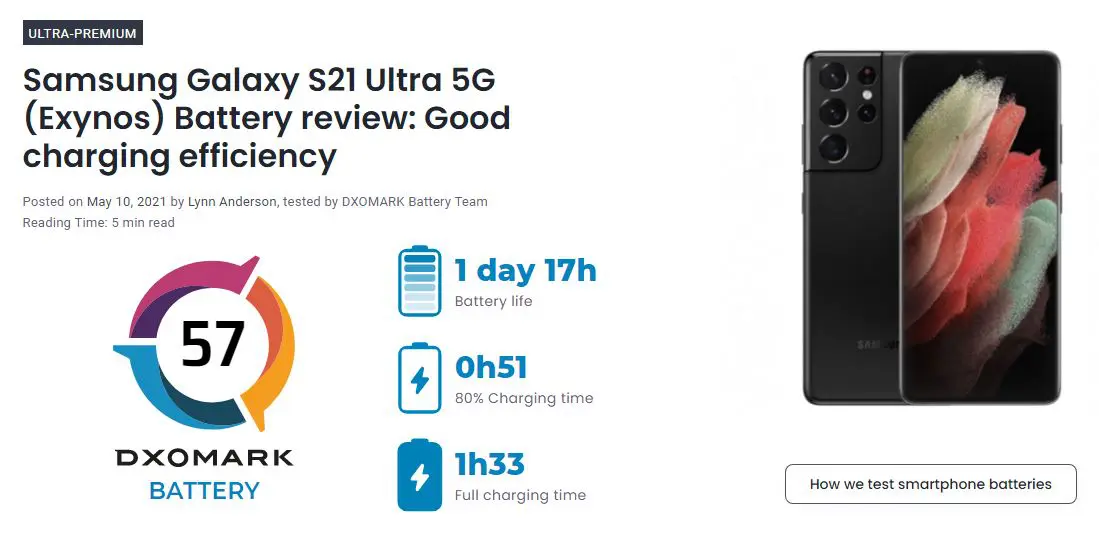 ULTRA-PREMIUM
Samsung Galaxy S21 Ultra 5G
(Exynos) Battery review: Good
charging efficiency
Posted on May 10, 2021 by Lynn Anderson, tested by DXOMARK Battery Team
Reading Time: 5 min read
57
DXOMARK
BATTERY
1 day 17h
Battery life
0h51
80% Charging time
1h33
Full charging time
SAMSUNG
How we test smartphone batteries